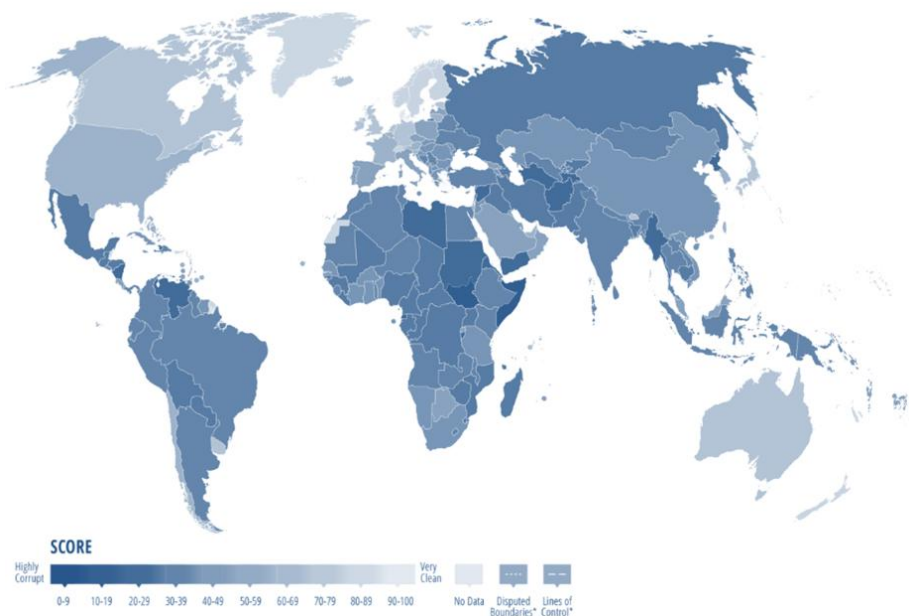 SCORE
Highly
Corrupt
Very
Clean
0-9 10-19 20-29 30-39 40-49 50-59 60-69 70-79 80-89 90-100
No Data
Disputed
Boundaries*
Lines of
Control*